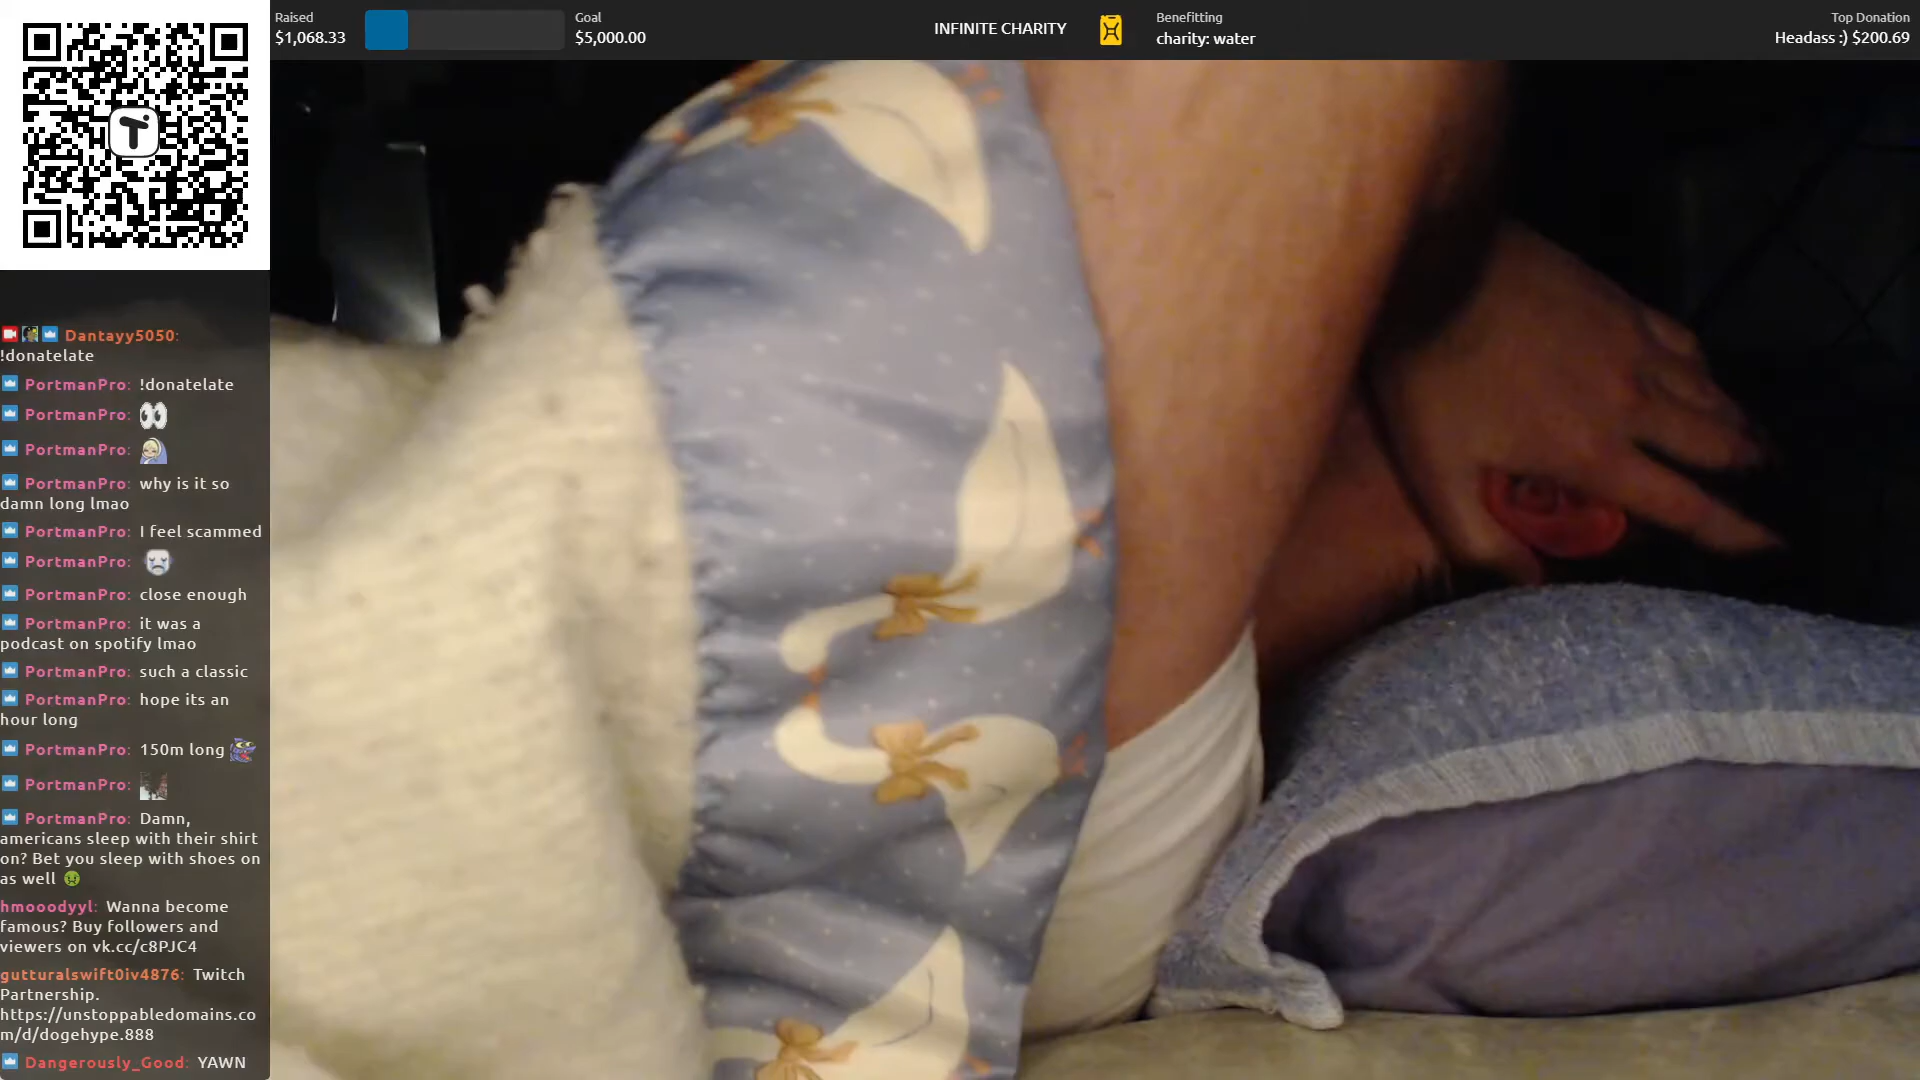 Raised
$1,068.33
Goal
$5,000.00
INFINITE CHARITY
Benefitting
charity: water
Top Donation
Headass :) $200.69
T
Dantayy5050:
!donatelate
PortmanPro: !donatelate
PortmanPro:
PortmanPro:
PortmanPro: why is it so
damn long lmao
PortmanPro: I feel scammed
PortmanPro:
PortmanPro: close enough
PortmanPro: it was a
podcast on spotify lmao
PortmanPro: such a classic
PortmanPro: hope its an
hour long
PortmanPro: 150m long
PortmanPro:
PortmanPro: Damn,
americans sleep with their shirt
on? Bet you sleep with shoes on
as well
hmooodyyl: Wanna become
famous? Buy followers and
viewers on vk.cc/c8PJC4
gutturalswift0iv4876: Twitch
Partnership.
https://unstoppabledomains.co
m/d/dogehype.888
Dangerously_Good: YAWN